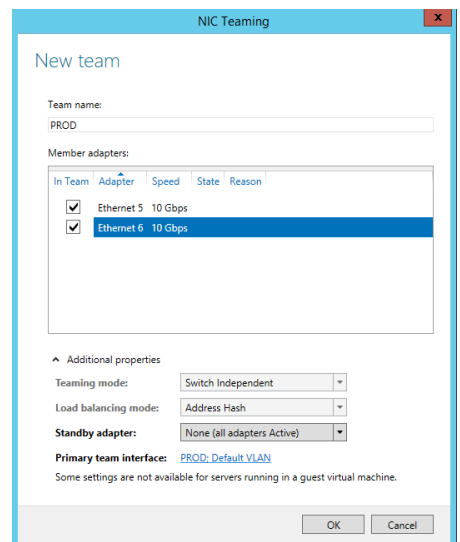 NIC Teaming
x
New team
Team name:
PROD
Member adapters:
In Team Adapter Speed State Reason
Ethernet 5 10 Gbps
Ethernet 6 10 Gbps
Additional properties
Teaming mode: Switch Independent
Load balancing mode: Address Hash
Standby adapter: None (all adapters Active)
Primary team interface: PROD; Default VLAN
Some settings are not available for servers running in a guest virtual machine.
OK Cancel